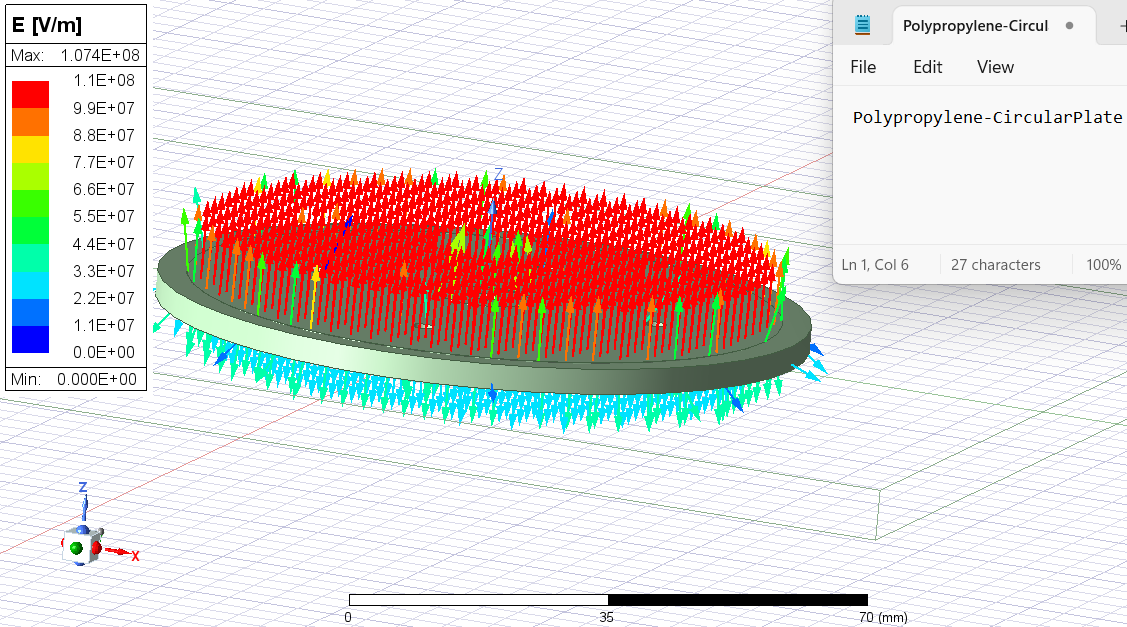 E [V/m]
Max: 1.074E+08
1.1E+08
9.9E+07
8.8E+07
7.7E+07
6.6E+07
5.5E+07
4.4E+07
3.3E+07
2.2E+07
1.1E+07
0.0E+00
Min: 0.000E+00
Polypropylene-Circul
File Edit View
Polypropylene-CircularPlate
Ln 1, Col 6 27 characters 100%
Z
Z
X
0 35 70 (mm)